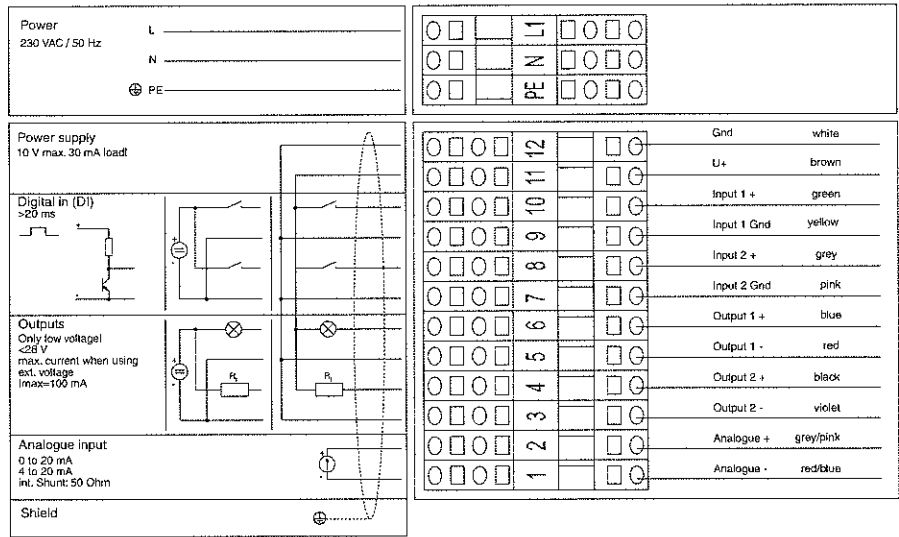 Power
230 VAC / 50 Hz
L
N
PE
L1
N
PE
Power supply
10 V max. 30 mA load!
Digital in (DI)
>20 ms
+
-
+
-
Outputs
Only low voltage!
<28 V
max. current when using
ext. voltage
Imax=100 mA
+
-
Analogue input
0 to 20 mA
4 to 20 mA
int. Shunt: 50 Ohm
+
-
Shield
12 Gnd white
11 U+ brown
10 Input 1 + green
9 Input 1 Gnd yellow
8 Input 2 + grey
7 Input 2 Gnd pink
6 Output 1 + blue
5 Output 1 - red
4 Output 2 + black
3 Output 2 - violet
2 Analogue + grey/pink
1 Analogue - red/blue